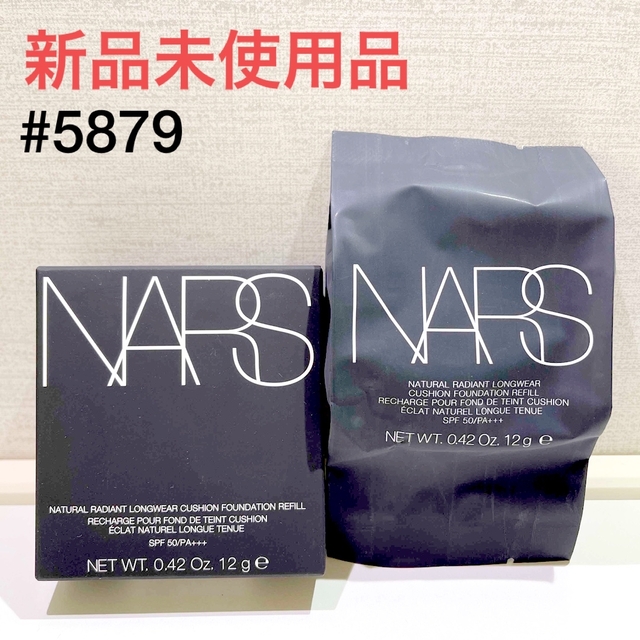 新品未使用品
#5879
NARS
NATURAL RADIANT LONGWEAR CUSHION FOUNDATION REFILL
RECHARGE POUR FOND DE TEINT CUSHION
ÉCLAT NATUREL LONGUE TENUE
SPF 50/PA+++
NET WT. 0.42 Oz. 12 g e
NARS
NATURAL RADIANT LONGWEAR
CUSHION FOUNDATION REFILL
RECHARGE POUR FOND DE TEINT CUSHION
ÉCLAT NATUREL LONGUE TENUE
SPF 50/PA+++
NET WT. 0.42 Oz. 12 g e